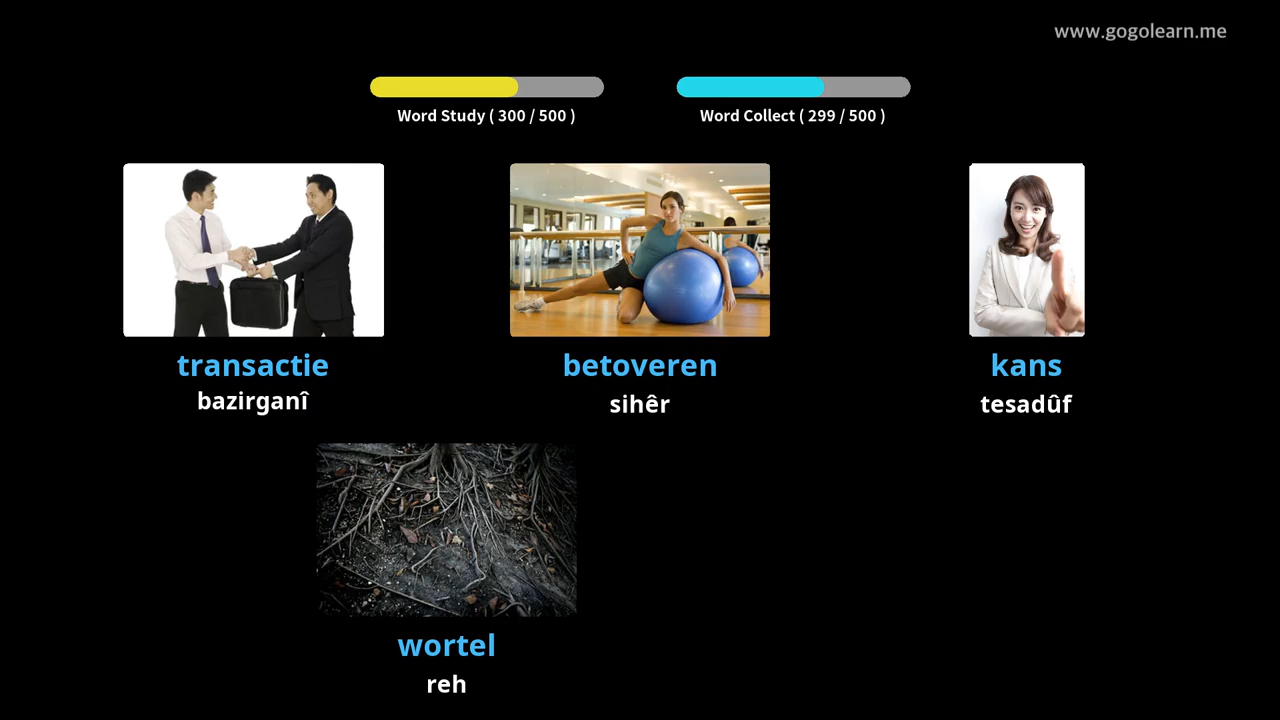 www.gogolearn.me
Word Study ( 300 / 500 )
Word Collect ( 299 / 500 )
transactie
bazirganî
betoveren
sihêr
kans
tesadûf
wortel
reh